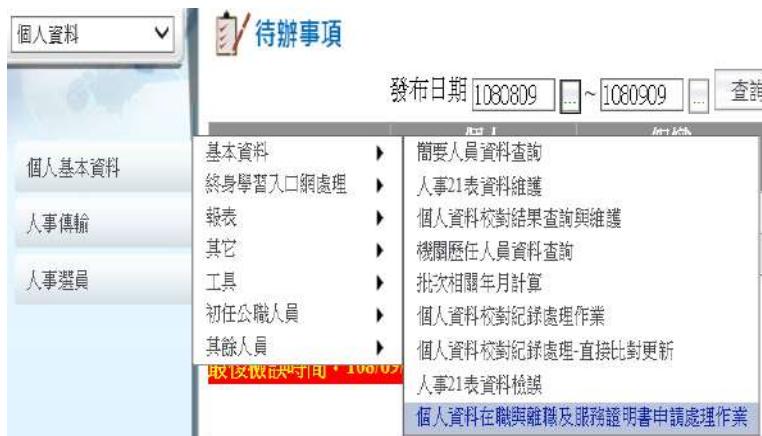 個人資料
待辦事項
發布日期 1080809 ... ~ 1080909 ... 查詢
個人基本資料
人事傳輸
人事選員
基本資料
終身學習入口網處理
報表
其它
工具
初任公職人員
其餘人員
簡要人員資料查詢
人事21表資料維護
個人資料校對結果查詢與維護
機關歷任人員資料查詢
批次相關年月計算
個人資料校對紀錄處理作業
個人資料校對紀錄處理-直接比對更新
人事21表資料檢誤
個人資料在職與離職及服務證明書申請處理作業
最後檢誤時間：108/09/